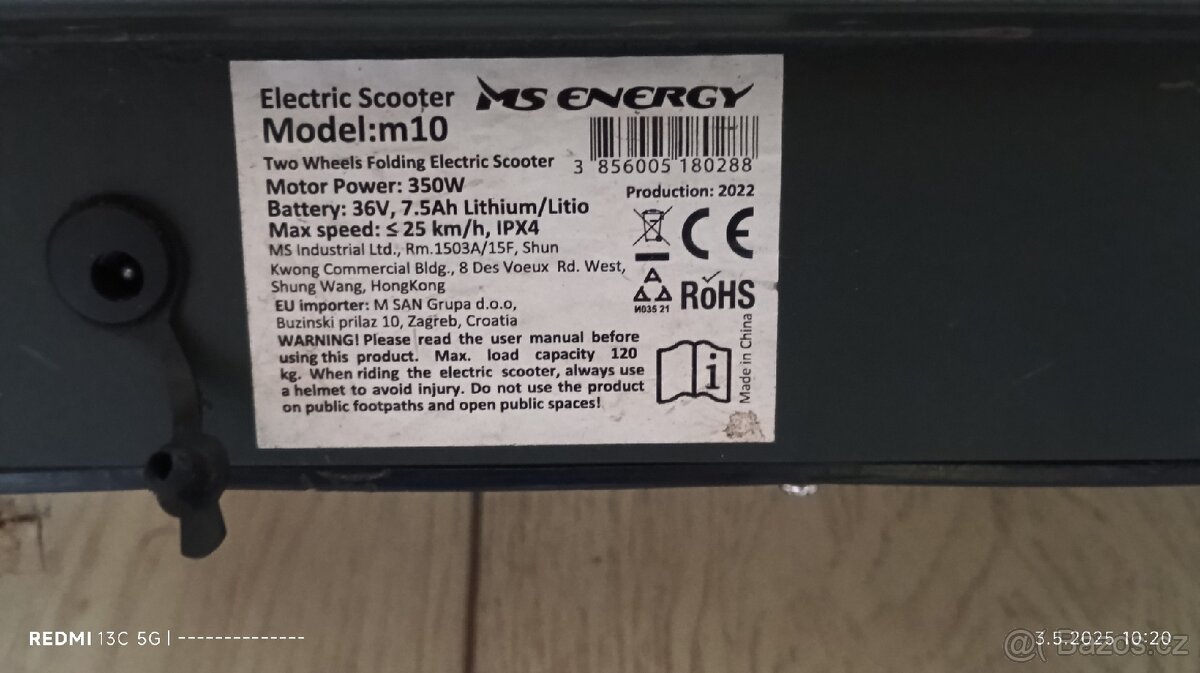 Electric Scooter MS ENERGY
Model:m10
Two Wheels Folding Electric Scooter
3 856005 180288
Motor Power: 350W
Production: 2022
Battery: 36V, 7.5Ah Lithium/Litio
Max speed: ≤ 25 km/h, IPX4
MS Industrial Ltd., Rm.1503A/15F, Shun
Kwong Commercial Bldg., 8 Des Voeux Rd. West,
Shung Wang, HongKong
EU importer: M SAN Grupa d.o.o,
Buzinski prilaz 10, Zagreb, Croatia
CE
A
M035 21
RoHS
WARNING! Please read the user manual before
using this product. Max. load capacity 120
kg. When riding the electric scooter, always use
a helmet to avoid injury. Do not use the product
on public footpaths and open public spaces!
i
Made in China
REDMI 13C 5G | --------------
3.5.2025 10:20
@( Bazoš.cz